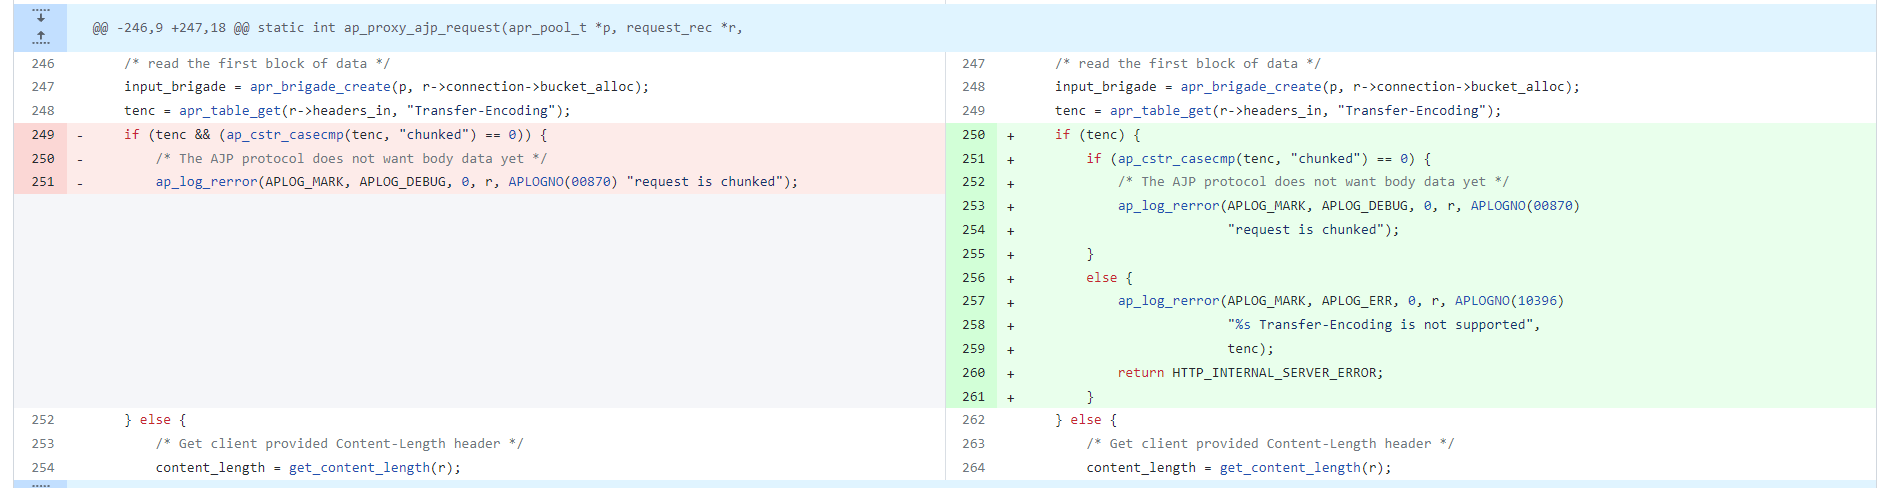 @@ -246,9 +247,18 @@ static int ap_proxy_ajp_request(apr_pool_t *p, request_rec *r,
246 /* read the first block of data */
247 input_brigade = apr_brigade_create(p, r->connection->bucket_alloc);
248 tenc = apr_table_get(r->headers_in, "Transfer-Encoding");
249 - if (tenc && (ap_cstr_casecmp(tenc, "chunked") == 0)) {
250 - /* The AJP protocol does not want body data yet */
251 - ap_log_rerror(APLOG_MARK, APLOG_DEBUG, 0, r, APLOGNO(00870) "request is chunked");
252 } else {
253 /* Get client provided Content-Length header */
254 content_length = get_content_length(r);
247 /* read the first block of data */
248 input_brigade = apr_brigade_create(p, r->connection->bucket_alloc);
249 tenc = apr_table_get(r->headers_in, "Transfer-Encoding");
250 + if (tenc) {
251 + if (ap_cstr_casecmp(tenc, "chunked") == 0) {
252 + /* The AJP protocol does not want body data yet */
253 + ap_log_rerror(APLOG_MARK, APLOG_DEBUG, 0, r, APLOGNO(00870)
254 + "request is chunked");
255 + }
256 + else {
257 + ap_log_rerror(APLOG_MARK, APLOG_ERR, 0, r, APLOGNO(10396)
258 + "%s Transfer-Encoding is not supported",
259 + tenc);
260 + return HTTP_INTERNAL_SERVER_ERROR;
261 + }
262 } else {
263 /* Get client provided Content-Length header */
264 content_length = get_content_length(r);